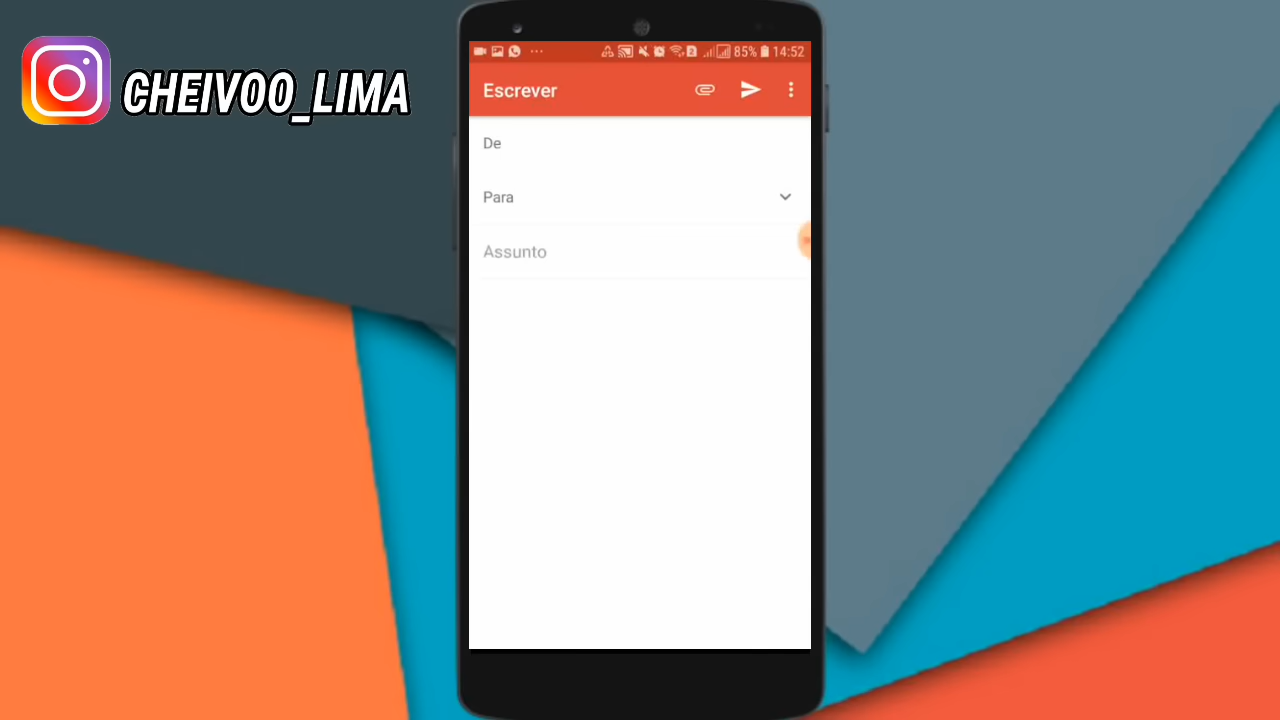 CHEIVOO_LIMA
85% 14:52
Escrever
De
Para
Assunto